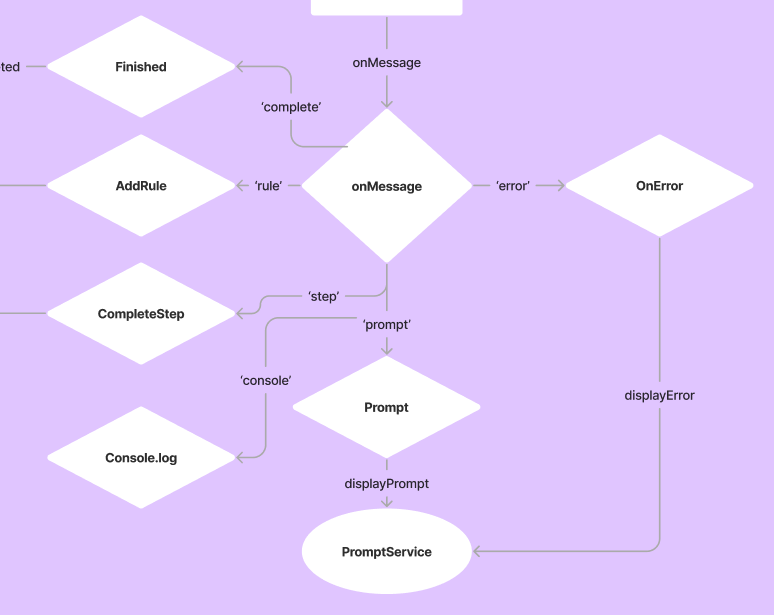 onMessage
ted
Finished
‘complete’
AddRule
‘rule’
onMessage
‘error’
OnError
‘step’
CompleteStep
‘prompt’
‘console’
displayError
Prompt
Console.log
displayPrompt
PromptService